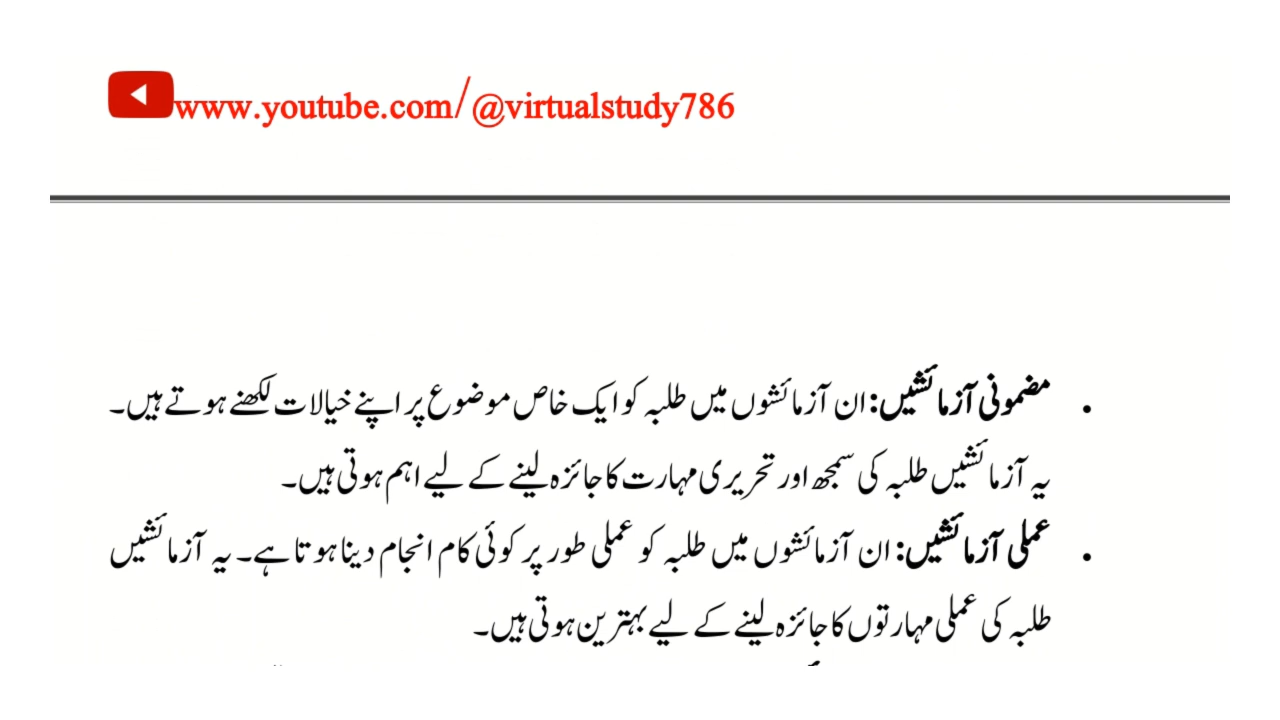 www.youtube.com/@virtualstudy786
• مضمونی آزمائشیں: ان آزمائشوں میں طلبہ کو ایک خاص موضوع پر اپنے خیالات لکھنے ہوتے ہیں۔
یہ آزمائشیں طلبہ کی سمجھ اور تحریری مہارت کا جائزہ لینے کے لیے اہم ہوتی ہیں۔
• عملی آزمائشیں: ان آزمائشوں میں طلبہ کو عملی طور پر کوئی کام انجام دینا ہوتا ہے۔ یہ آزمائشیں
طلبہ کی عملی مہارتوں کا جائزہ لینے کے لیے بہترین ہوتی ہیں۔